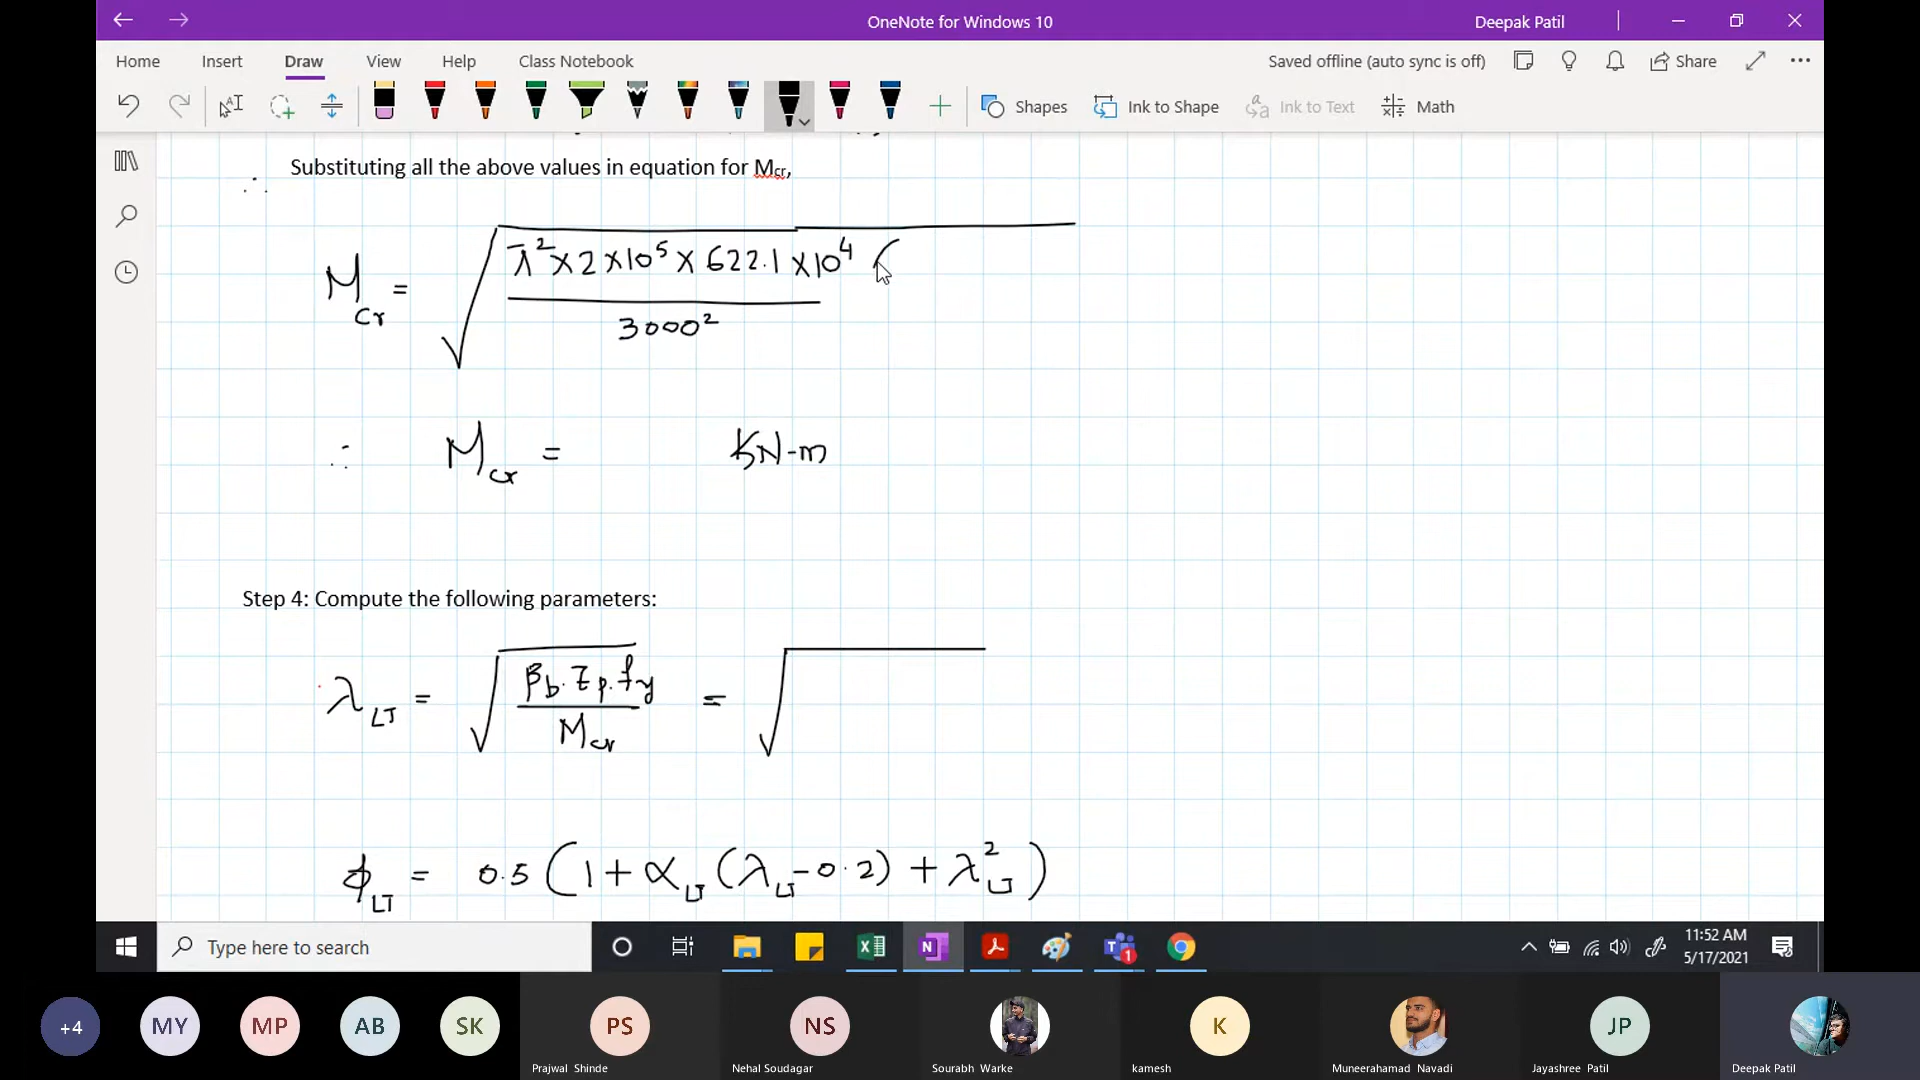 OneNote for Windows 10
Deepak Patil
Home Insert Draw View Help Class Notebook
Saved offline (auto sync is off) Share
Shapes Ink to Shape Ink to Text Math
Substituting all the above values in equation for Mcr,
∴
Mcr = √(π² × 2 × 10⁵ × 622.1 × 10⁴ / 3000² (
∴ Mcr = kN-m
Step 4: Compute the following parameters:
λLT = √(βb. Zp. fy / Mcr) = √
ϕLT = 0.5 (1 + αLT (λLT - 0.2) + λ²LT)
Type here to search
1
11:52 AM
5/17/2021
+4 MY MP AB SK PS NS K JP
Prajwal Shinde Nehal Soudagar Sourabh Warke kamesh Muneerahamad Navadi Jayashree Patil Deepak Patil